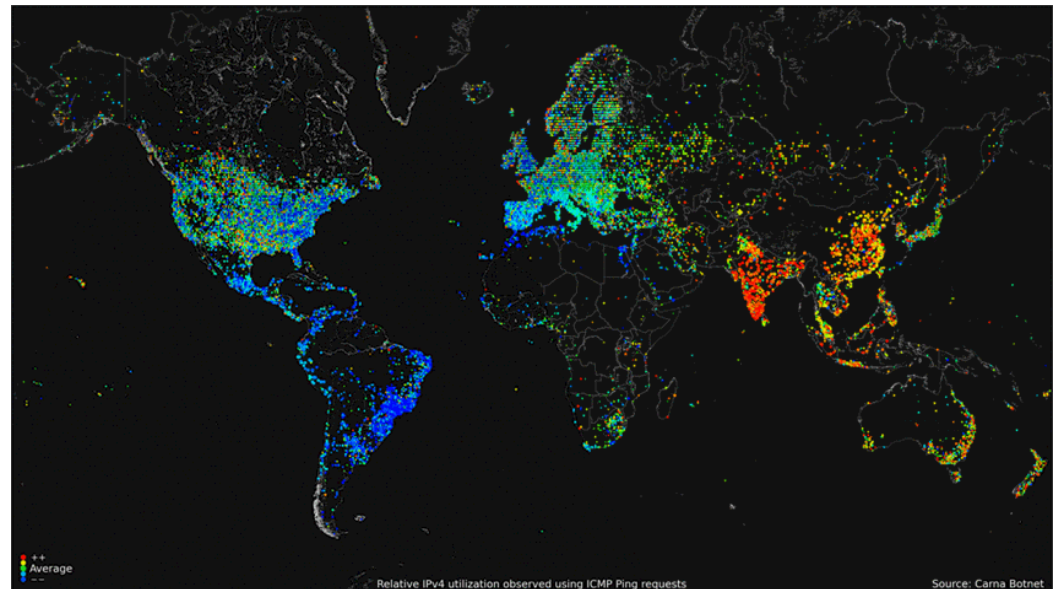 ++
Average
--
Relative IPv4 utilization observed using ICMP Ping requests
Source: Carna Botnet